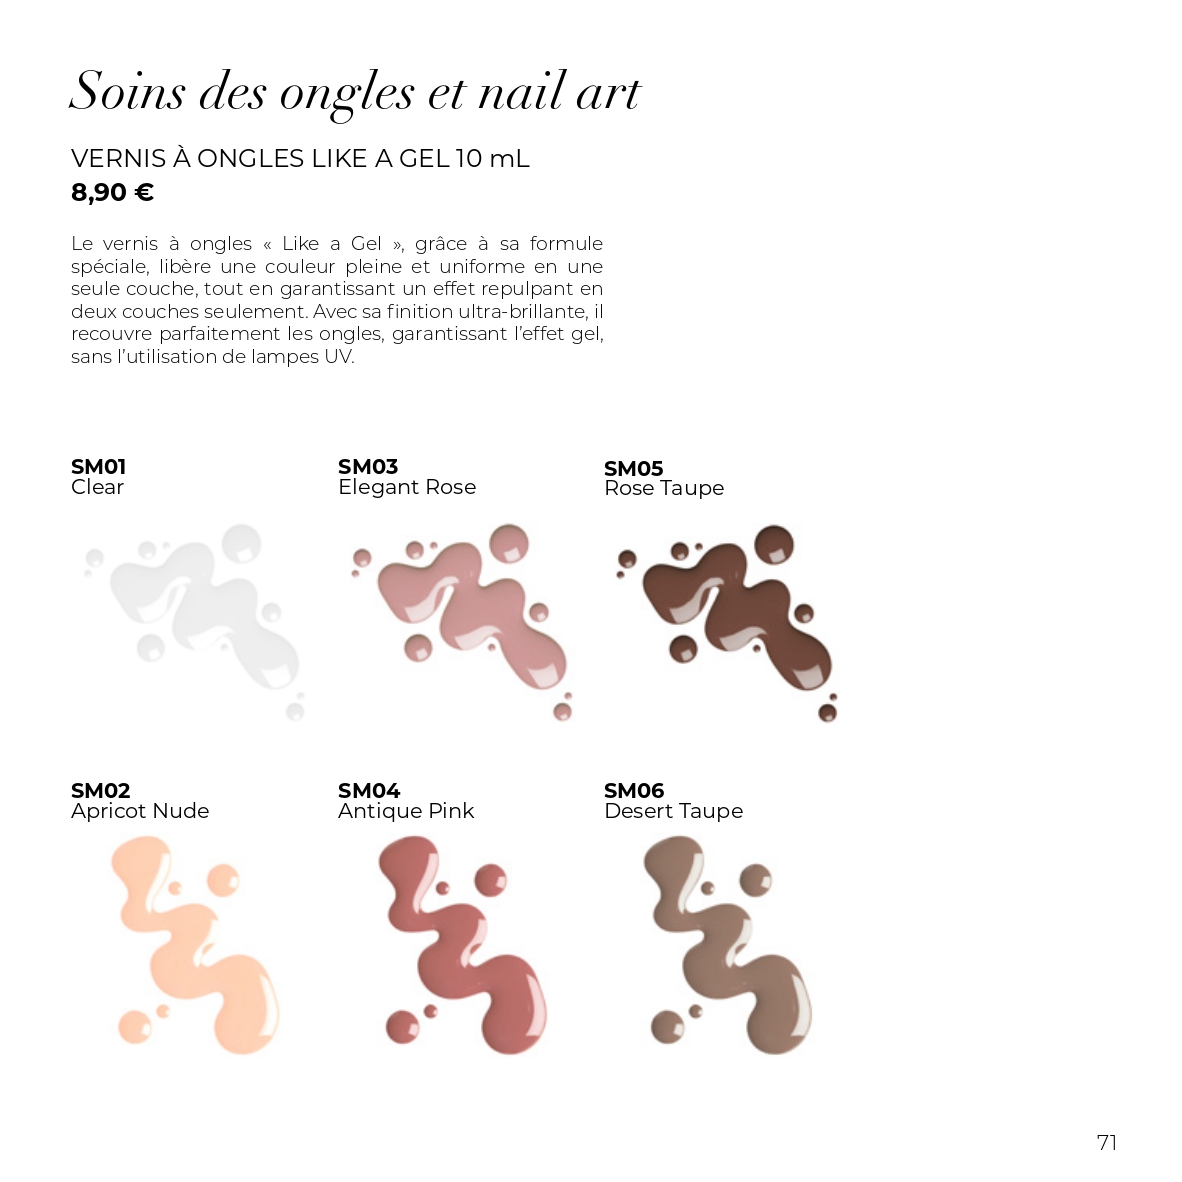 Soins des ongles et nail art
VERNIS À ONGLES LIKE A GEL 10 mL
8,90 €
Le vernis à ongles « Like a Gel », grâce à sa formule
spéciale, libère une couleur pleine et uniforme en une
seule couche, tout en garantissant un effet repulpant en
deux couches seulement. Avec sa finition ultra-brillante, il
recouvre parfaitement les ongles, garantissant l'effet gel,
sans l'utilisation de lampes UV.
SM01
Clear
SM03
Elegant Rose
SM05
Rose Taupe
SM02
Apricot Nude
SM04
Antique Pink
SM06
Desert Taupe
71